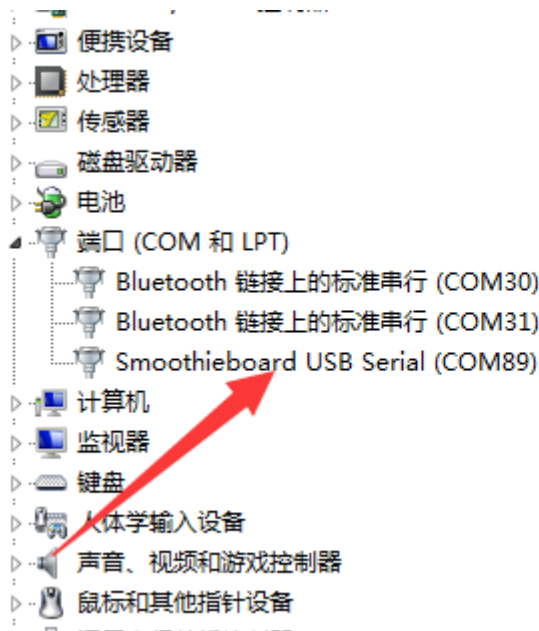 便携设备
处理器
传感器
磁盘驱动器
电池
端口 (COM 和 LPT)
Bluetooth 链接上的标准串行 (COM30)
Bluetooth 链接上的标准串行 (COM31)
Smoothieboard USB Serial (COM89)
计算机
监视器
键盘
人体学输入设备
声音、视频和游戏控制器
鼠标和其他指针设备